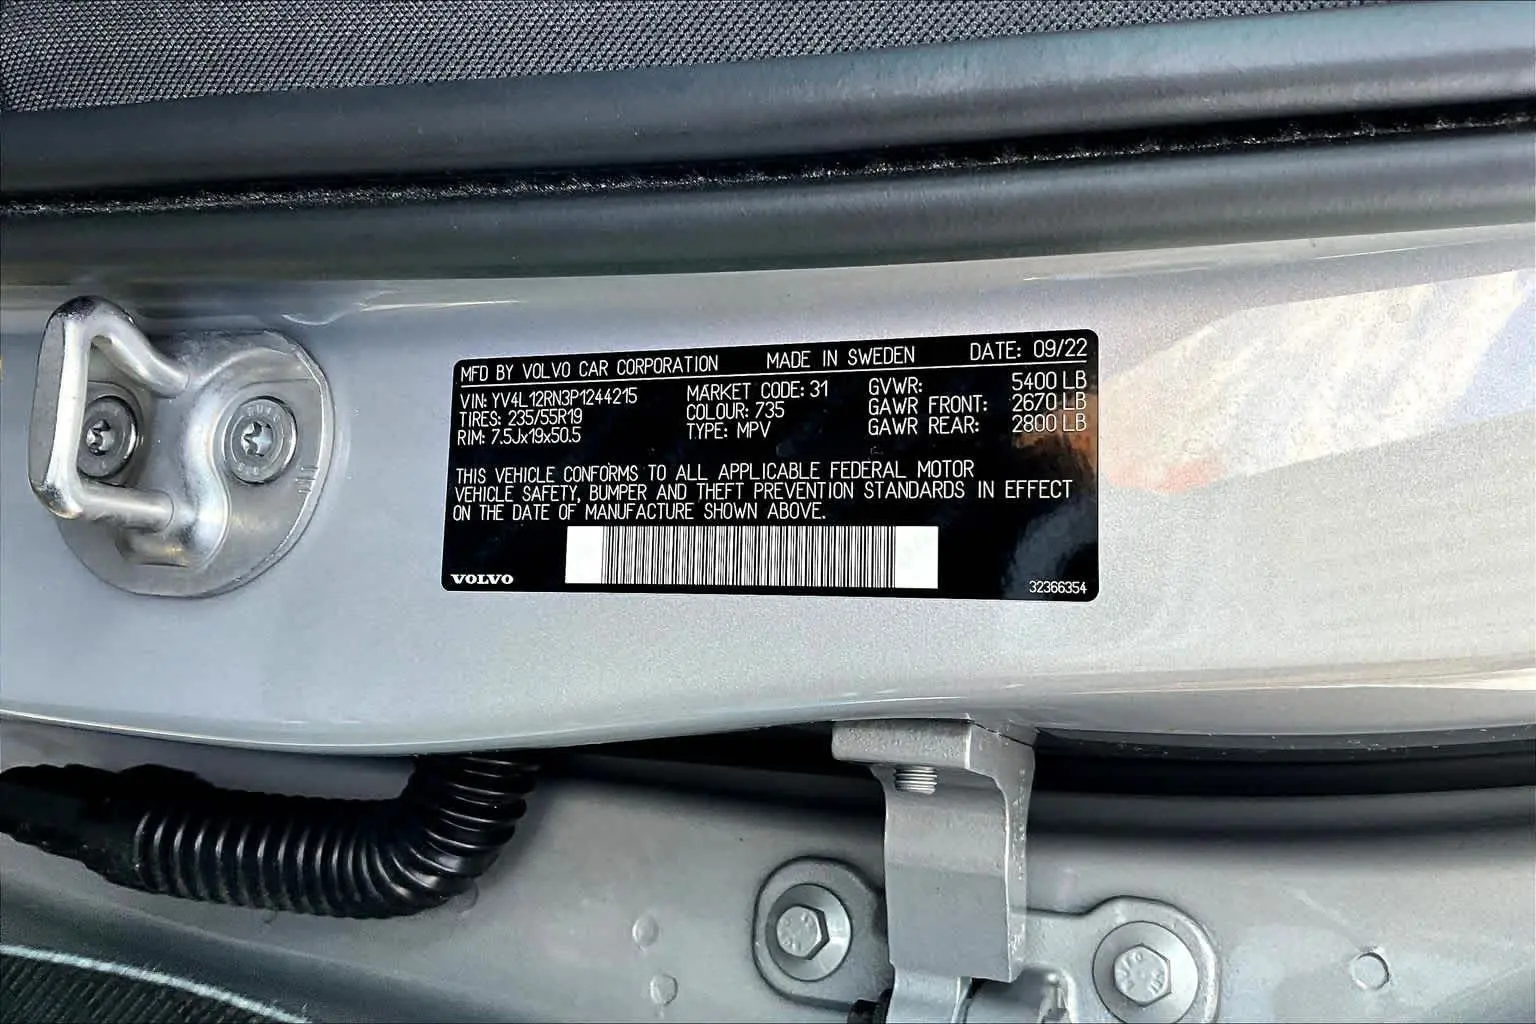 MFD BY VOLVO CAR CORPORATION MADE IN SWEDEN DATE: 09/22
VIN: YV4L12RN3P1244215 MARKET CODE: 31 GVWR: 5400 LB
TIRES: 235/55R19 COLOUR: 735 GAWR FRONT: 2670 LB
RIM: 7.5Jx19x50.5 TYPE: MPV GAWR REAR: 2800 LB
THIS VEHICLE CONFORMS TO ALL APPLICABLE FEDERAL MOTOR
VEHICLE SAFETY, BUMPER AND THEFT PREVENTION STANDARDS IN EFFECT
ON THE DATE OF MANUFACTURE SHOWN ABOVE.
VOLVO 32366354